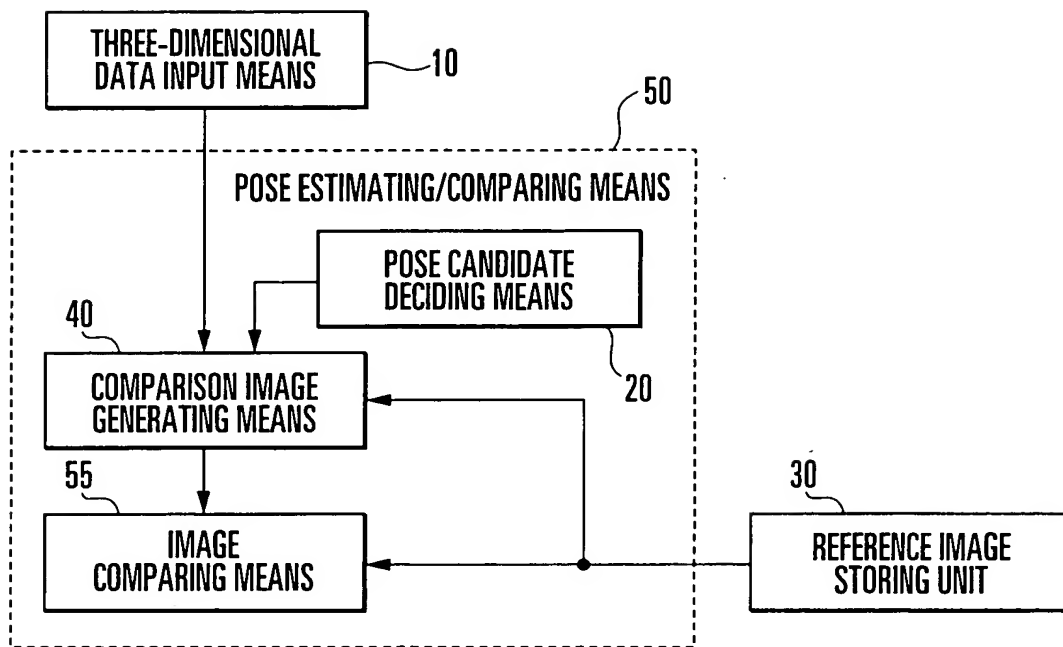 THREE-DIMENSIONAL
DATA INPUT MEANS
10
50
POSE ESTIMATING/COMPARING MEANS
POSE CANDIDATE
DECIDING MEANS
20
40
COMPARISON IMAGE
GENERATING MEANS
55
IMAGE
COMPARING MEANS
30
REFERENCE IMAGE
STORING UNIT